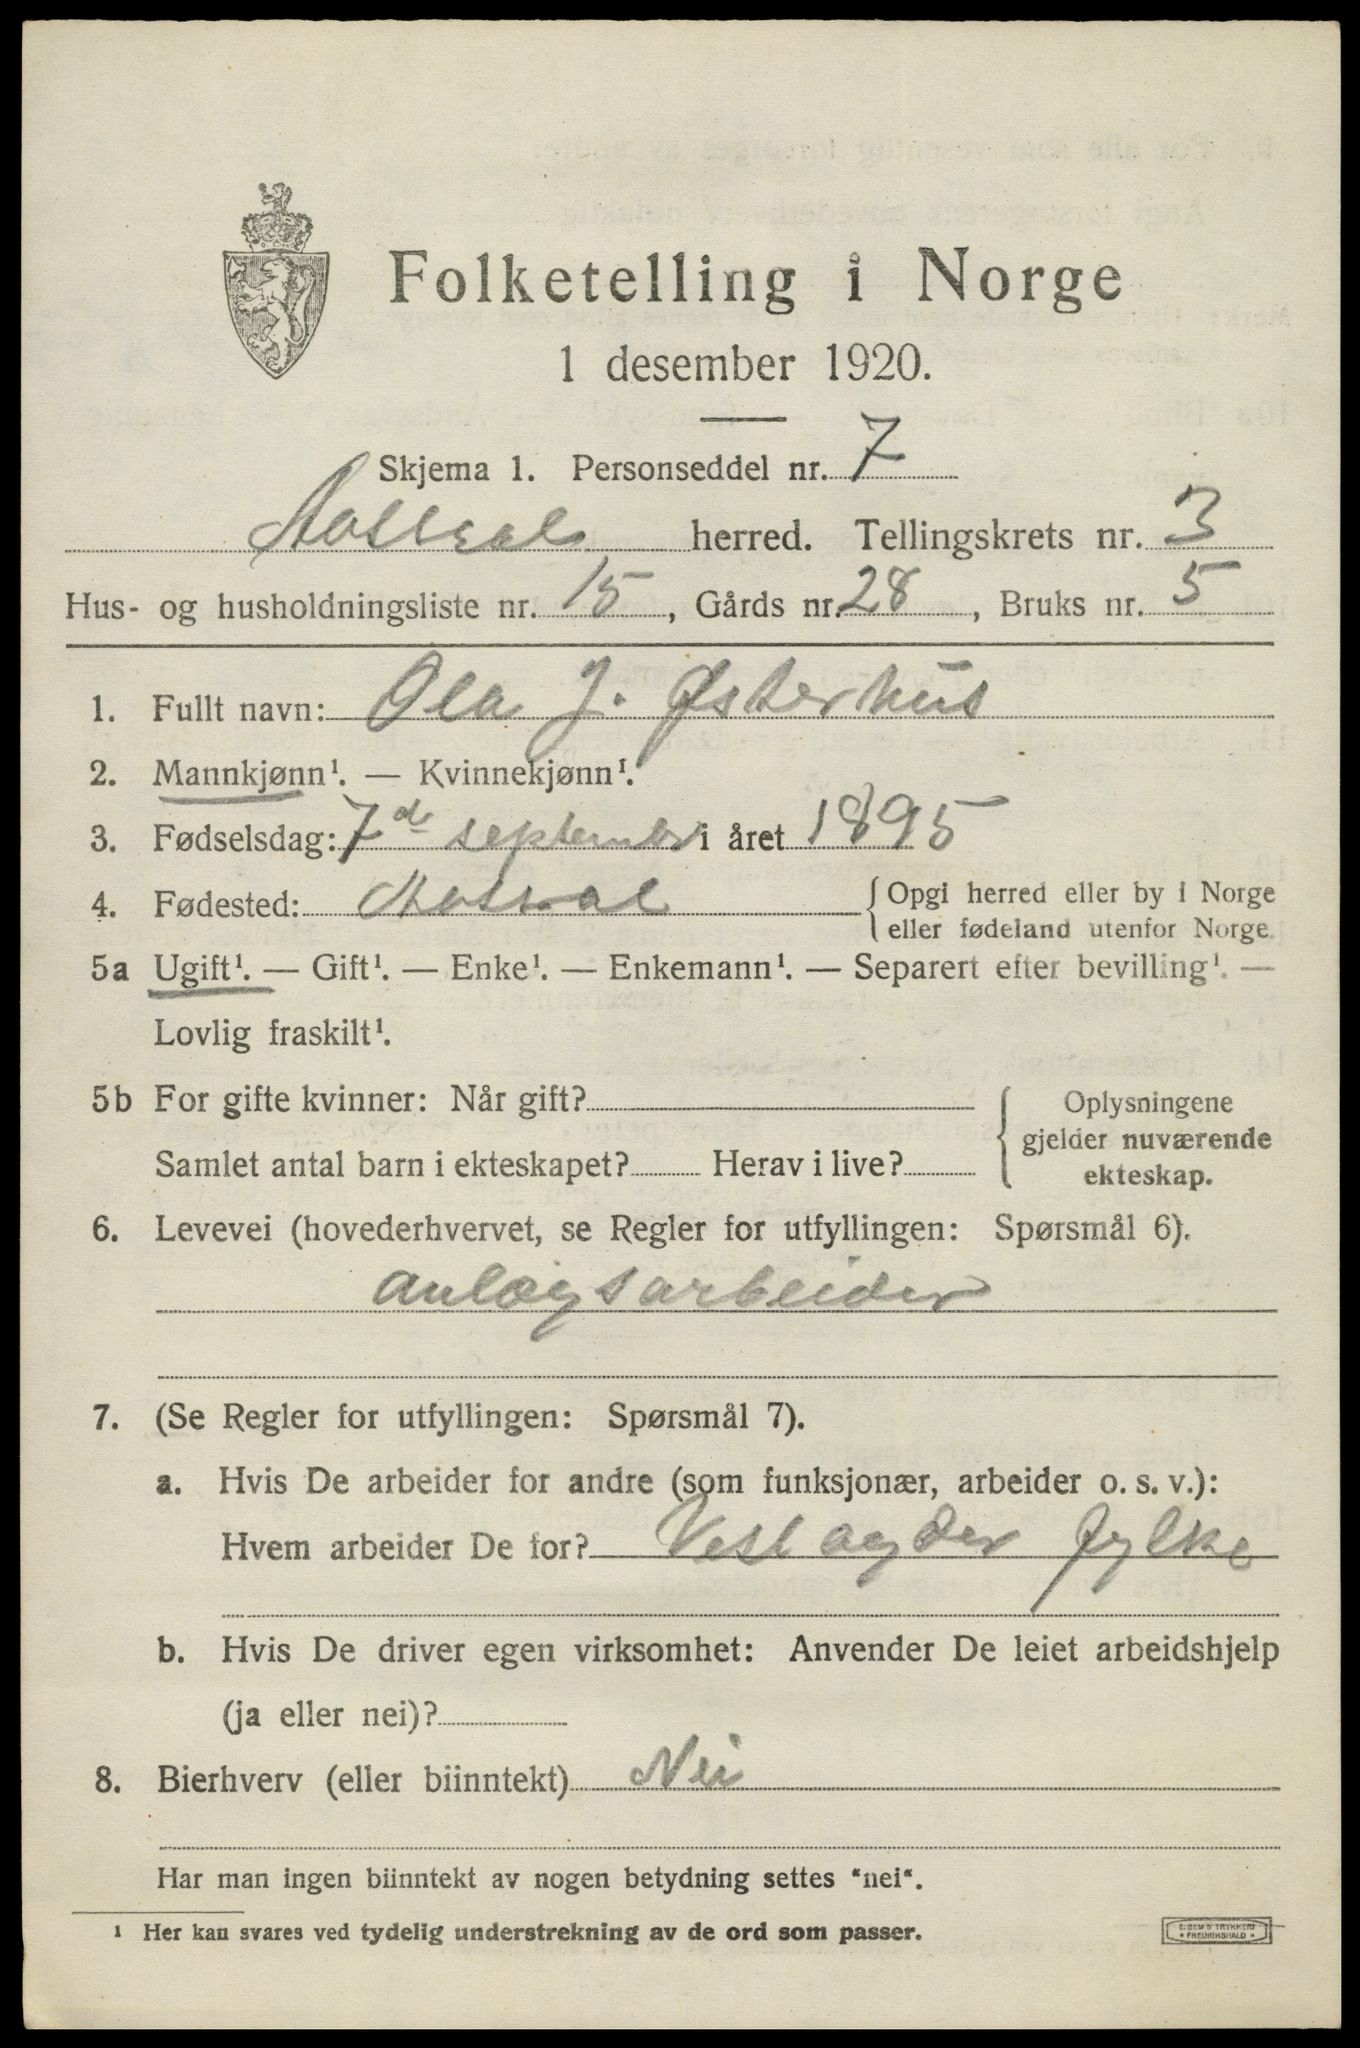 Folketelling i Norge
1 desember 1920.
Skjema 1. Personseddel nr. 7
Aaseral herred. Tellingskrets nr. 3
Hus- og husholdningsliste nr. 15, Gårds nr. 28, Bruks nr. 5
1. Fullt navn: Ola J. Østerhus
2. Mannkjønn¹. — Kvinnekjønn¹.
3. Fødselsdag: 7de september i året 1895
4. Fødested: Aaseral { Opgi herred eller by i Norge
eller fødeland utenfor Norge.
5a Ugift¹. — Gift¹. — Enke¹. — Enkemann¹. — Separert efter bevilling¹. —
Lovlig fraskilt¹.
5b For gifte kvinner: Når gift?
Samlet antal barn i ekteskapet? Herav i live?
{ Oplysningene
gjelder nuværende
ekteskap.
6. Levevei (hovederhvervet, se Regler for utfyllingen: Spørsmål 6).
anlægsarbeider
7. (Se Regler for utfyllingen: Spørsmål 7).
a. Hvis De arbeider for andre (som funksjonær, arbeider o. s. v.):
Hvem arbeider De for? Vest agder fylke
b. Hvis De driver egen virksomhet: Anvender De leiet arbeidshjelp
(ja eller nei)?
8. Bierhverv (eller biinntekt) Nei
Har man ingen biinntekt av nogen betydning settes "nei".
¹ Her kan svares ved tydelig understrekning av de ord som passer.
E. SEM'S TRYKKERI
• FREDRIKSHALD •